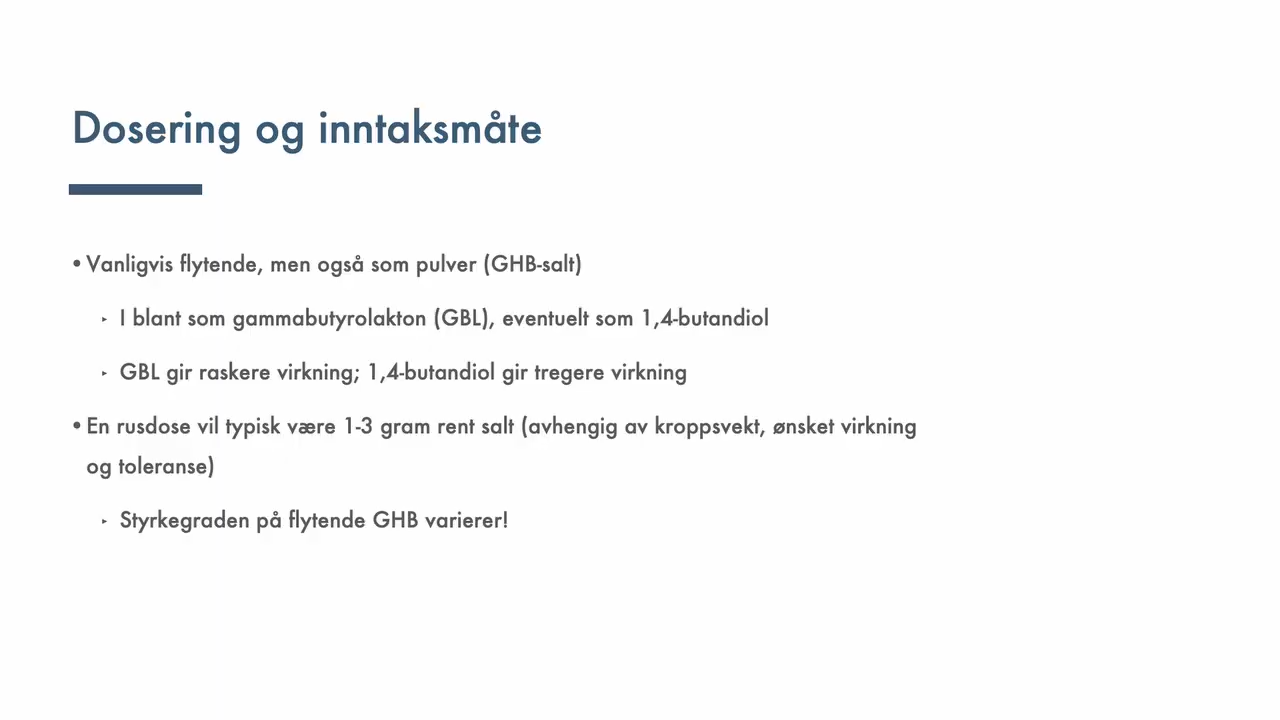 Dosering og inntaksmåte
• Vanligvis flytende, men også som pulver (GHB-salt)
‣ I blant som gammabutyrolakton (GBL), eventuelt som 1,4-butandiol
‣ GBL gir raskere virkning; 1,4-butandiol gir tregere virkning
• En rusdose vil typisk være 1-3 gram rent salt (avhengig av kroppsvekt, ønsket virkning
og toleranse)
‣ Styrkegraden på flytende GHB varierer!